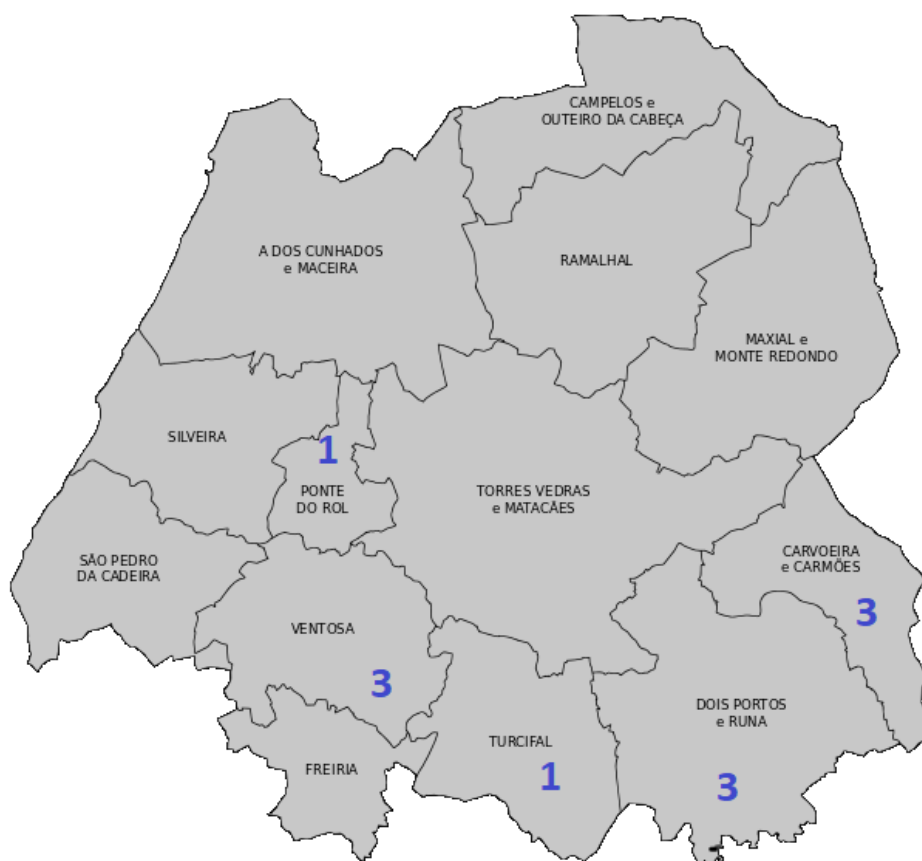 CAMPELOS e
OUTEIRO DA CABEÇA
A DOS CUNHADOS
e MACEIRA
RAMALHAL
MAXIAL e
MONTE REDONDO
SILVEIRA
1
PONTE
DO ROL
TORRES VEDRAS
e MATACÃES
SÃO PEDRO
DA CADEIRA
CARVOEIRA
e CARMÕES
3
VENTOSA
3
DOIS PORTOS
e RUNA
3
TURCIFAL
1
FREIRIA